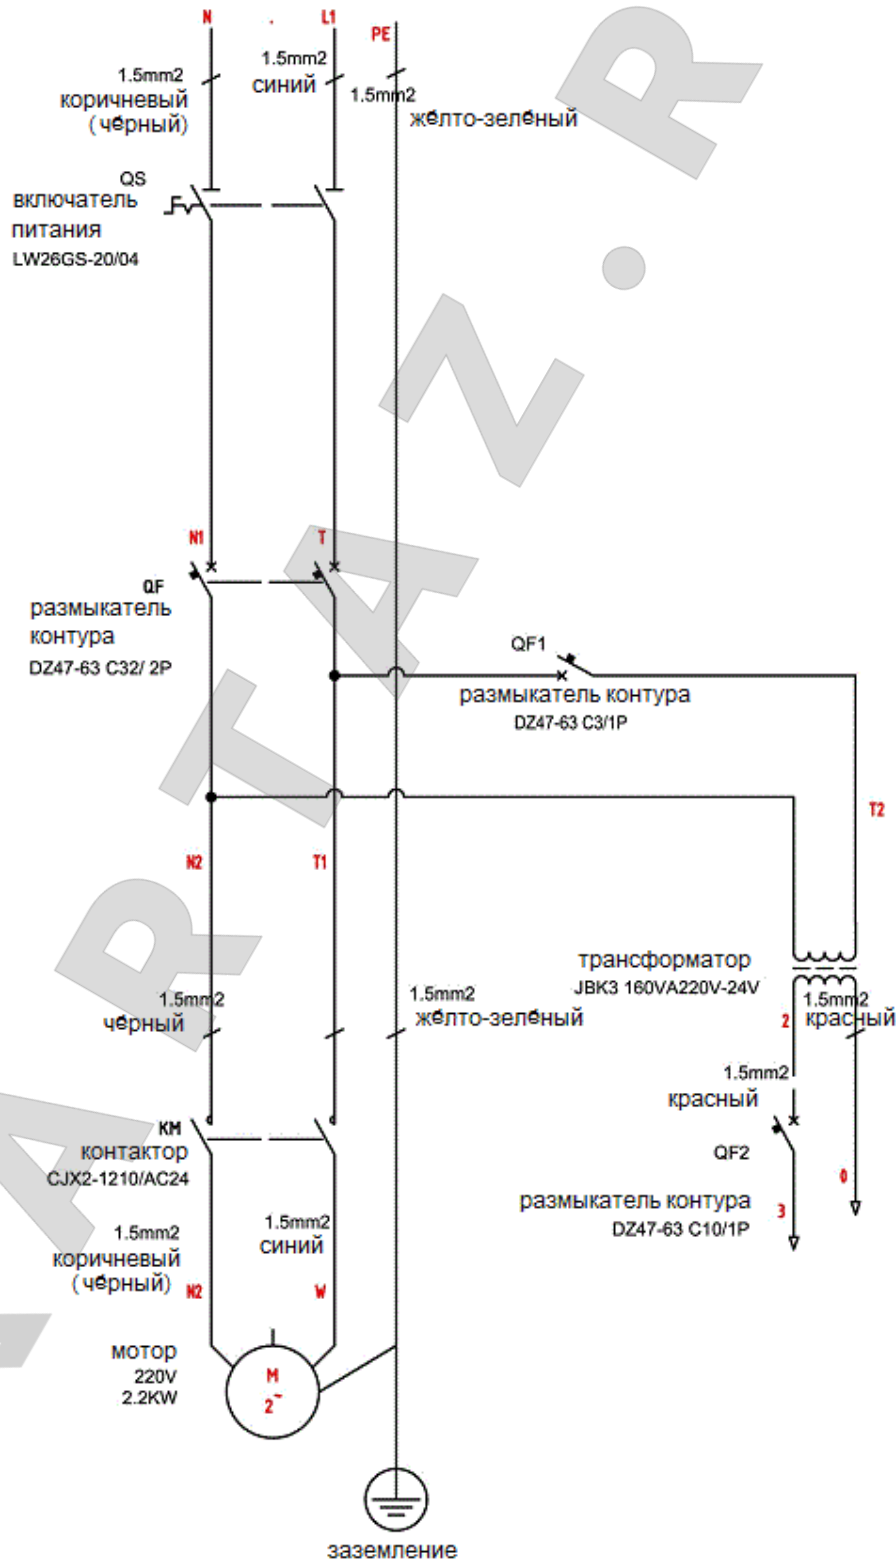 N . L1
PE
1.5mm2
коричневый
(чёрный)
1.5mm2
синий
1.5mm2
жёлто-зелёный
QS
включатель
питания
LW26GS-20/04
N1 T
QF
размыкатель
контура
DZ47-63 C32/ 2P
QF1
размыкатель контура
DZ47-63 C3/1P
T2
N2 T1
трансформатор
JBK3 160VA220V-24V
1.5mm2
чёрный
1.5mm2
жёлто-зелёный
1.5mm2
красный
2
1.5mm2
красный
QF2
размыкатель контура
DZ47-63 C10/1P
3
0
KM
контактор
CJX2-1210/AC24
1.5mm2
коричневый
(чёрный)
1.5mm2
синий
N2 W
мотор
220V
2.2KW
M
2~
заземление
ARTAZ.R